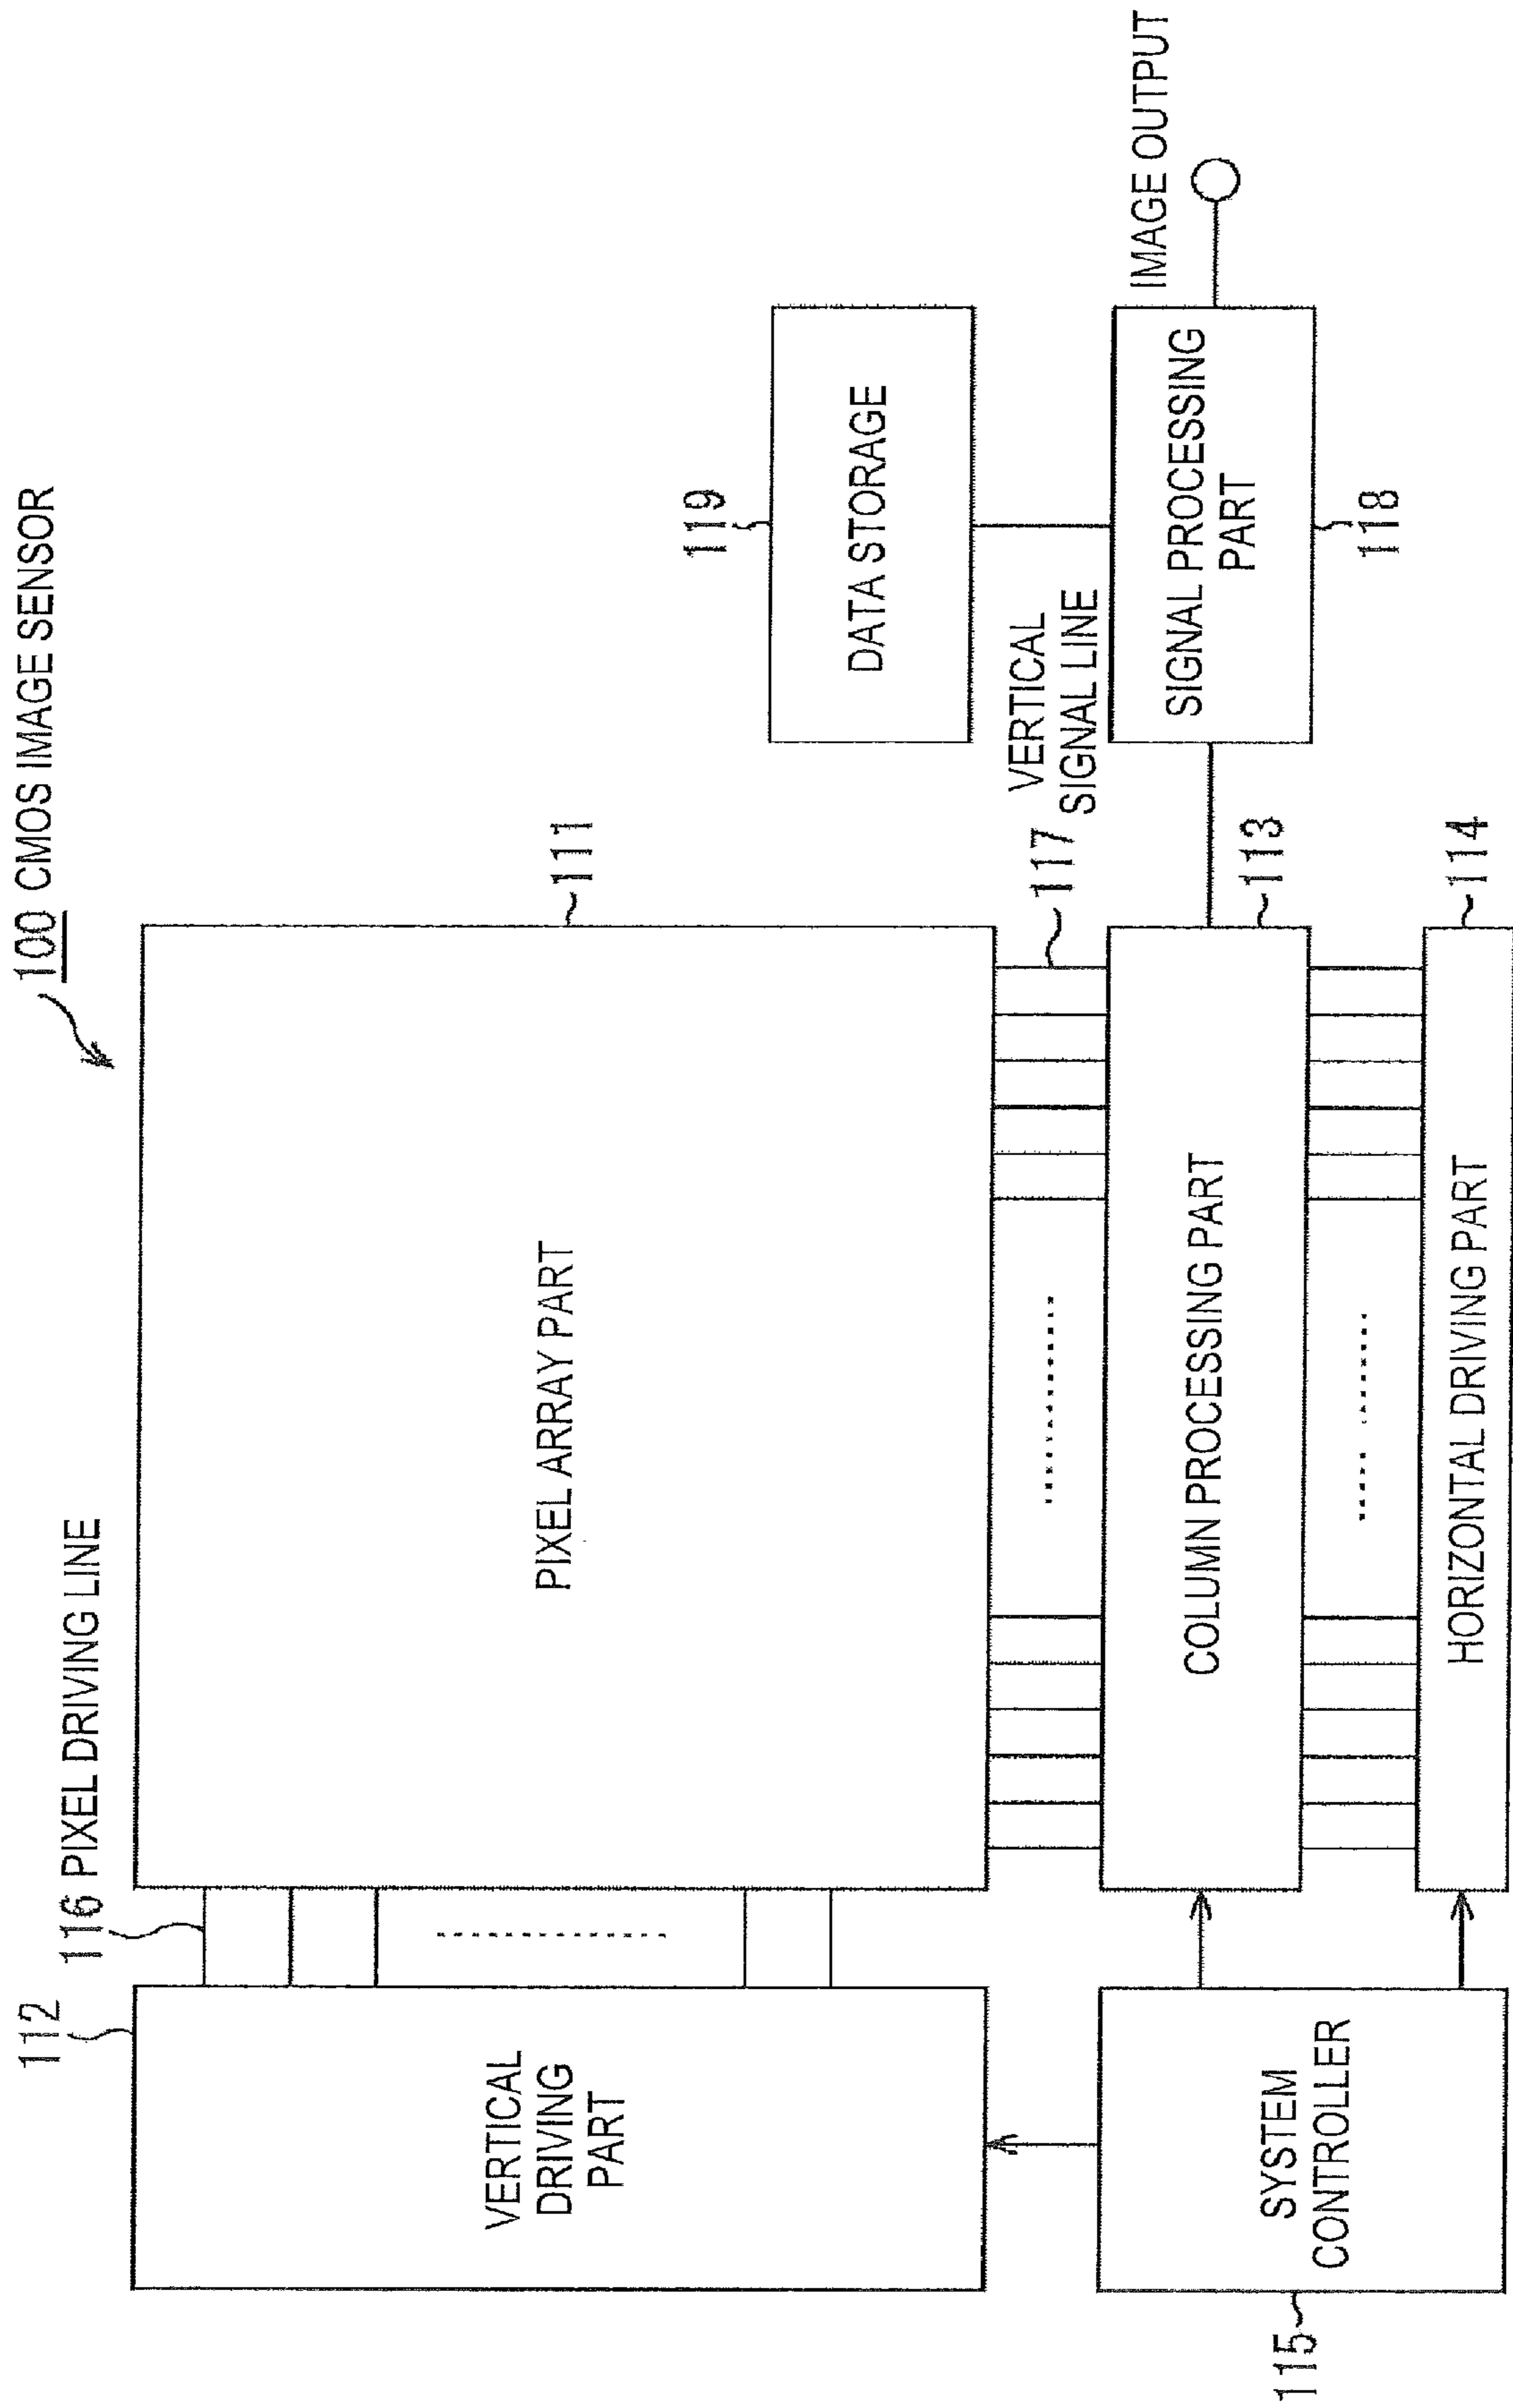 100 CMOS IMAGE SENSOR
112
116 PIXEL DRIVING LINE
VERTICAL
DRIVING
PART
PIXEL ARRAY PART
111
119
DATA STORAGE
117
VERTICAL
SIGNAL LINE
IMAGE OUTPUT
115
SYSTEM
CONTROLLER
COLUMN PROCESSING PART
113
SIGNAL PROCESSING
PART
118
HORIZONTAL DRIVING PART
114